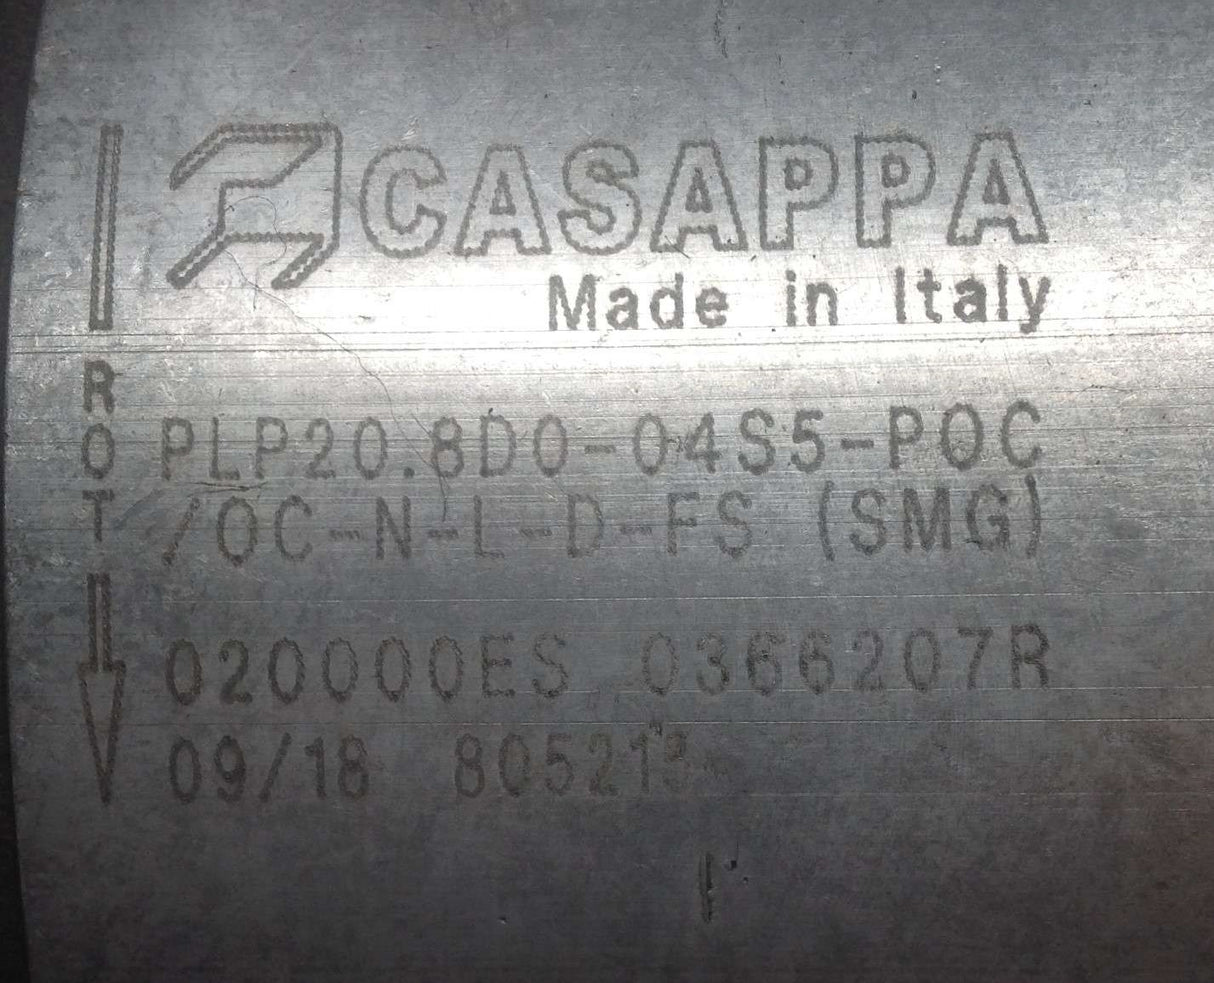 CASAPPA
Made in Italy
ROT
PLP20.8D0-04S5-POC
/OC-N-L-D-FS (SMG)
020000ES 0366207R
09/18